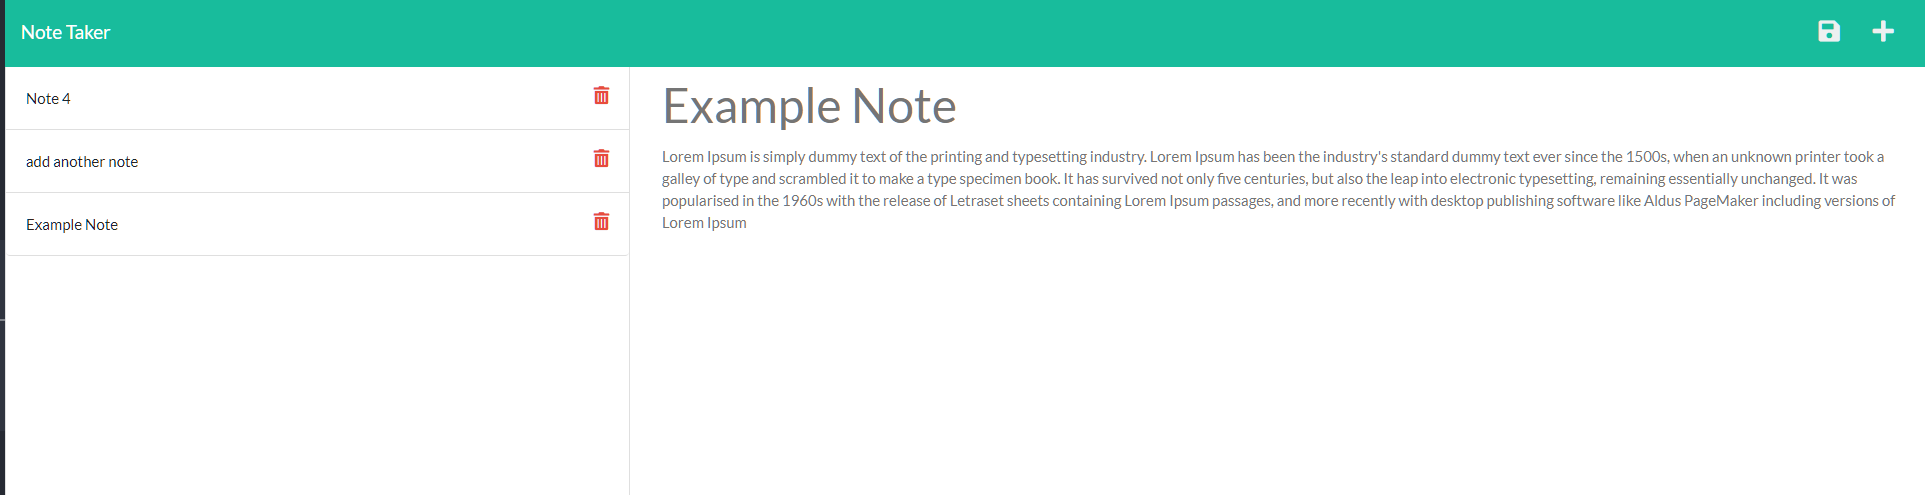 Note Taker
Note 4
add another note
Example Note
Example Note
Lorem Ipsum is simply dummy text of the printing and typesetting industry. Lorem Ipsum has been the industry's standard dummy text ever since the 1500s, when an unknown printer took a
galley of type and scrambled it to make a type specimen book. It has survived not only five centuries, but also the leap into electronic typesetting, remaining essentially unchanged. It was
popularised in the 1960s with the release of Letraset sheets containing Lorem Ipsum passages, and more recently with desktop publishing software like Aldus PageMaker including versions of
Lorem Ipsum